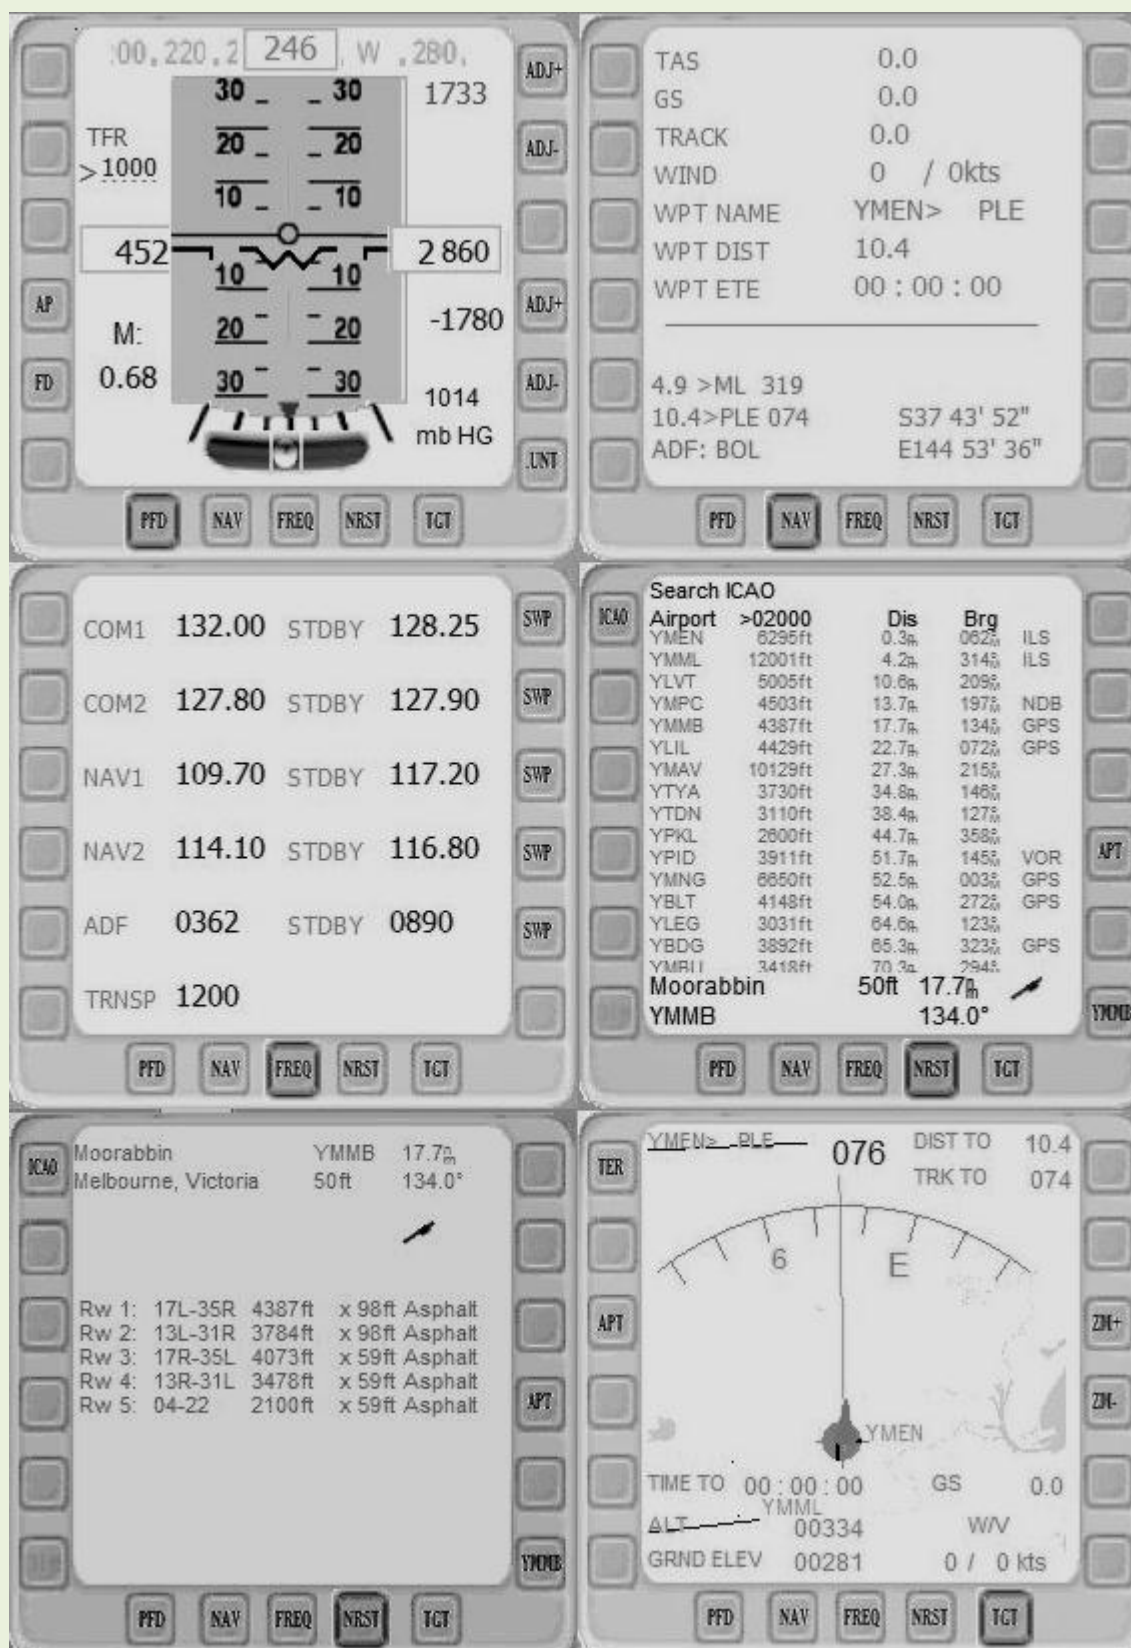 :00.220.2 246 W .280.
ADJ+
30 30 1733
TFR
>1000
20 20
ADJ-
10 10
452 2 860
10 10
AP
ADJ+
M:
20 20 -1780
0.68
FD
ADJ-
30 30 1014
mb HG
.UNT
PFD NAV FREQ NRST TGT
TAS 0.0
GS 0.0
TRACK 0.0
WIND 0 / 0kts
WPT NAME YMEN> PLE
WPT DIST 10.4
WPT ETE 00 : 00 : 00
4.9 >ML 319
10.4>PLE 074 S37 43' 52"
ADF: BOL E144 53' 36"
PFD NAV FREQ NRST TGT
COM1 132.00 STDBY 128.25 SWP
COM2 127.80 STDBY 127.90 SWP
NAV1 109.70 STDBY 117.20 SWP
NAV2 114.10 STDBY 116.80 SWP
ADF 0362 STDBY 0890 SWP
TRNSP 1200
PFD NAV FREQ NRST TGT
Search ICAO
ICAO Airport >02000 Dis Brg
YMEN 6295ft 0.3 062 ILS
YMML 12001ft 4.2 314 ILS
YLVT 5005ft 10.6 209
YMPC 4503ft 13.7 197 NDB
YMMB 4387ft 17.7 134 GPS
YLIL 4429ft 22.7 072 GPS
YMAV 10129ft 27.3 215
YTYA 3730ft 34.8 146
YTDN 3110ft 38.4 127
YPKL 2600ft 44.7 358
YPID 3911ft 51.7 145 VOR
APT
YMNG 6650ft 52.5 003 GPS
YBLT 4148ft 54.0 272 GPS
YLEG 3031ft 64.6 123
YBDG 3892ft 65.3 323 GPS
YMBU 3418ft 70.3 294
Moorabbin 50ft 17.7
YMMB 134.0° YMMB
PFD NAV FREQ NRST TGT
ICAO Moorabbin YMMB 17.7
Melbourne, Victoria 50ft 134.0°
Rw 1: 17L-35R 4387ft x 98ft Asphalt
Rw 2: 13L-31R 3784ft x 98ft Asphalt
Rw 3: 17R-35L 4073ft x 59ft Asphalt
Rw 4: 13R-31L 3478ft x 59ft Asphalt
Rw 5: 04-22 2100ft x 59ft Asphalt
APT
YMMB
PFD NAV FREQ NRST TGT
YMEN> PLE 076 DIST TO 10.4
TER
TRK TO 074
6 E
APT ZM+
ZM-
YMEN
TIME TO 00 : 00 : 00 GS 0.0
YMML
ALT 00334 W/V
GRND ELEV 00281 0 / 0 kts
PFD NAV FREQ NRST TGT